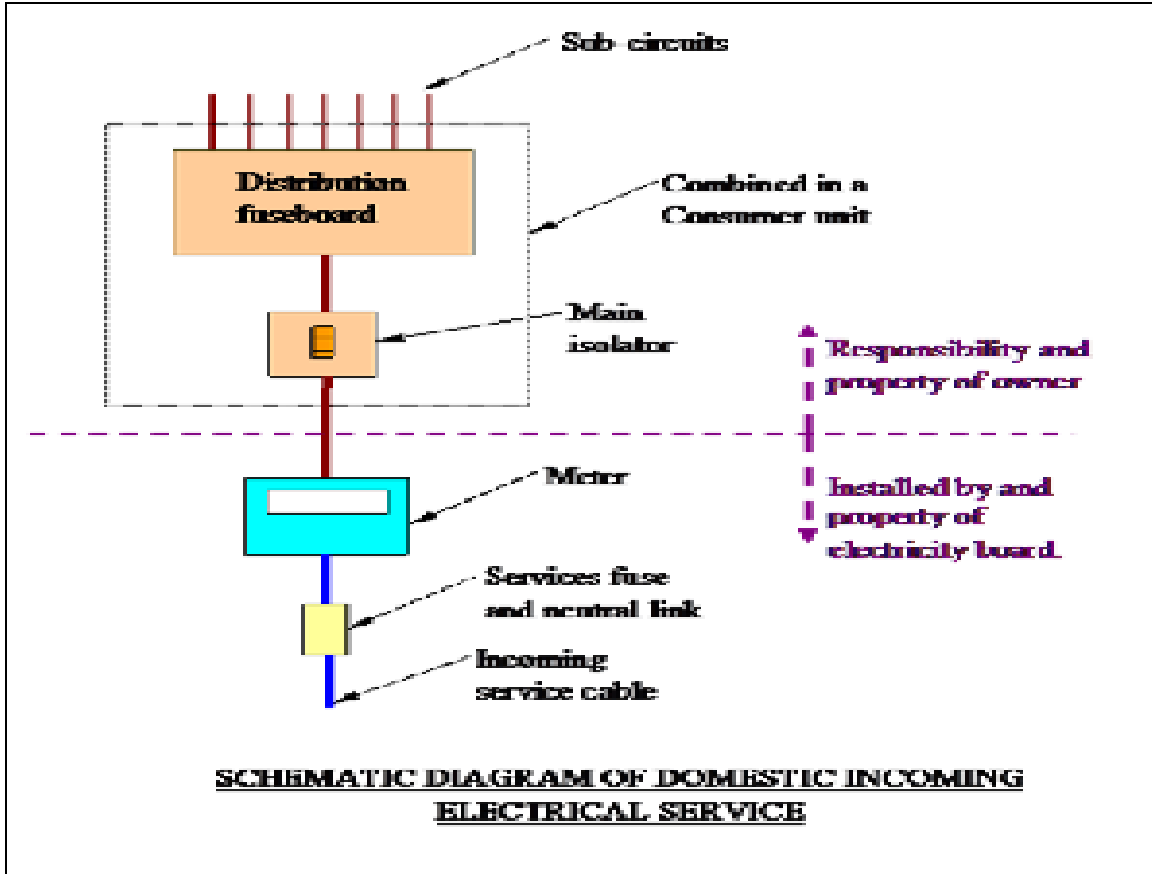 Sub-circuits
Distribution
fuseboard
Combined in a
Consumer unit
Main
isolator
Responsibility and
property of owner
Meter
Installed by and
property of
electricity board.
Services fuse
and neutral link
Incoming
service cable
SCHEMATIC DIAGRAM OF DOMESTIC INCOMING
ELECTRICAL SERVICE